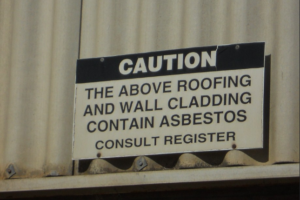 CAUTION
THE ABOVE ROOFING
AND WALL CLADDING
CONTAIN ASBESTOS
CONSULT REGISTER